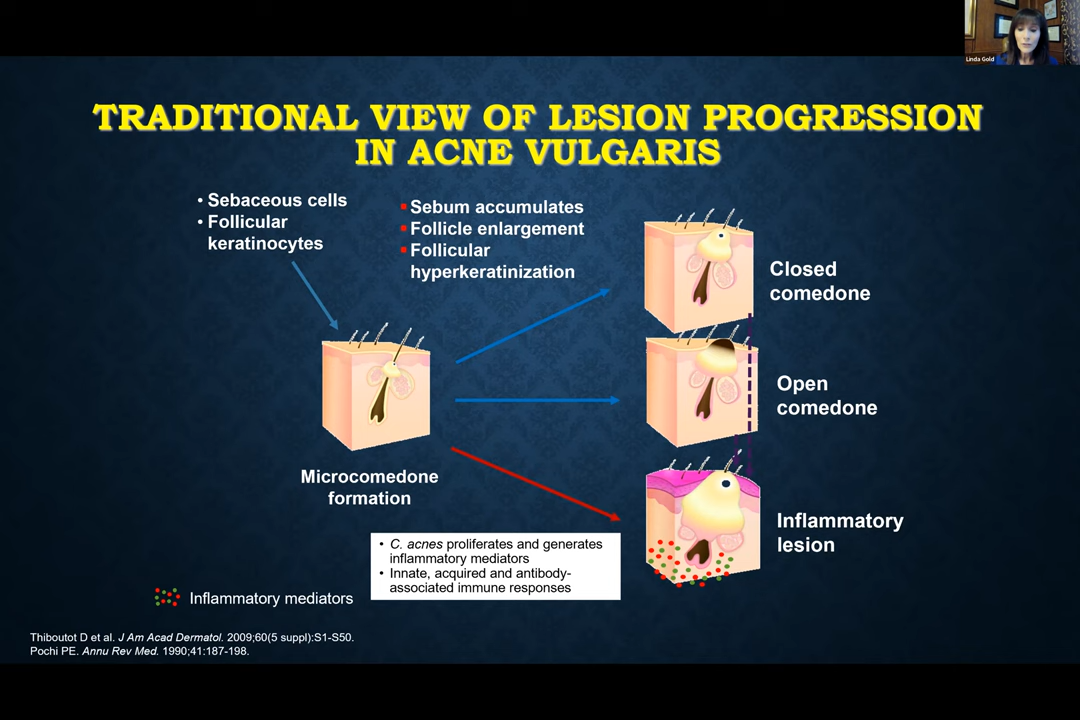 Linda Gold
TRADITIONAL VIEW OF LESION PROGRESSION
IN ACNE VULGARIS
• Sebaceous cells
• Follicular
keratinocytes
▪ Sebum accumulates
▪ Follicle enlargement
▪ Follicular
hyperkeratinization
Closed
comedone
Open
comedone
Microcomedone
formation
Inflammatory
lesion
• C. acnes proliferates and generates
inflammatory mediators
• Innate, acquired and antibody-
associated immune responses
Inflammatory mediators
Thiboutot D et al. J Am Acad Dermatol. 2009;60(5 suppl):S1-S50.
Pochi PE. Annu Rev Med. 1990;41:187-198.